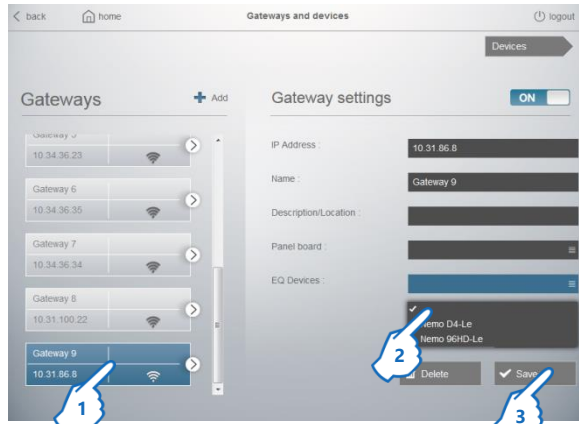 back
home
Gateways and devices
logout
Devices
Gateways
Add
Gateway 5
10.34.36.23
Gateway 6
10.34.36.35
Gateway 7
10.34.36.34
Gateway 8
10.31.100.22
Gateway 9
10.31.86.8
1
Gateway settings
ON
IP Address :
10.31.86.8
Name :
Gateway 9
Description/Location :
Panel board :
EQ Devices :
Nemo D4-Le
Nemo 96HD-Le
2
Delete
Save
3